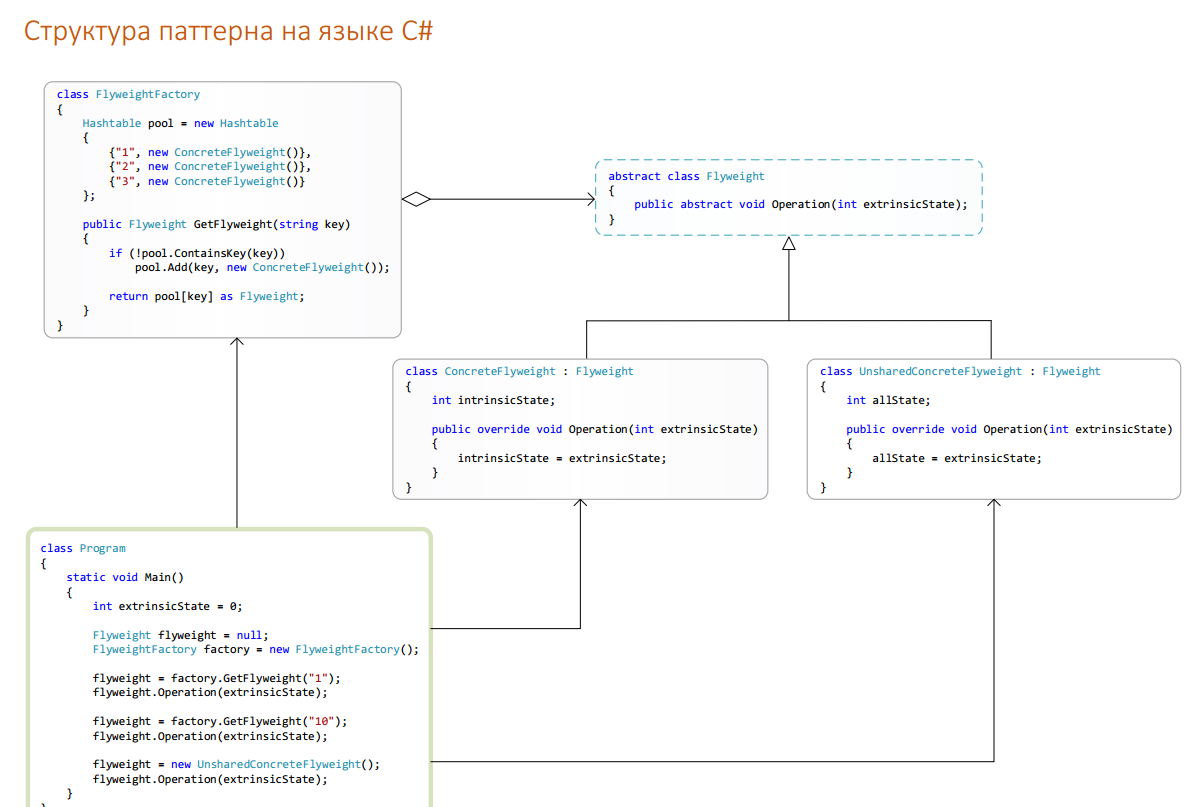 Структура паттерна на языке C#
class FlyweightFactory
{
Hashtable pool = new Hashtable
{
{"1", new ConcreteFlyweight()},
{"2", new ConcreteFlyweight()},
{"3", new ConcreteFlyweight()}
};
public Flyweight GetFlyweight(string key)
{
if (!pool.ContainsKey(key))
pool.Add(key, new ConcreteFlyweight());
return pool[key] as Flyweight;
}
}
abstract class Flyweight
{
public abstract void Operation(int extrinsicState);
}
class ConcreteFlyweight : Flyweight
{
int intrinsicState;
public override void Operation(int extrinsicState)
{
intrinsicState = extrinsicState;
}
}
class UnsharedConcreteFlyweight : Flyweight
{
int allState;
public override void Operation(int extrinsicState)
{
allState = extrinsicState;
}
}
class Program
{
static void Main()
{
int extrinsicState = 0;
Flyweight flyweight = null;
FlyweightFactory factory = new FlyweightFactory();
flyweight = factory.GetFlyweight("1");
flyweight.Operation(extrinsicState);
flyweight = factory.GetFlyweight("10");
flyweight.Operation(extrinsicState);
flyweight = new UnsharedConcreteFlyweight();
flyweight.Operation(extrinsicState);
}
}